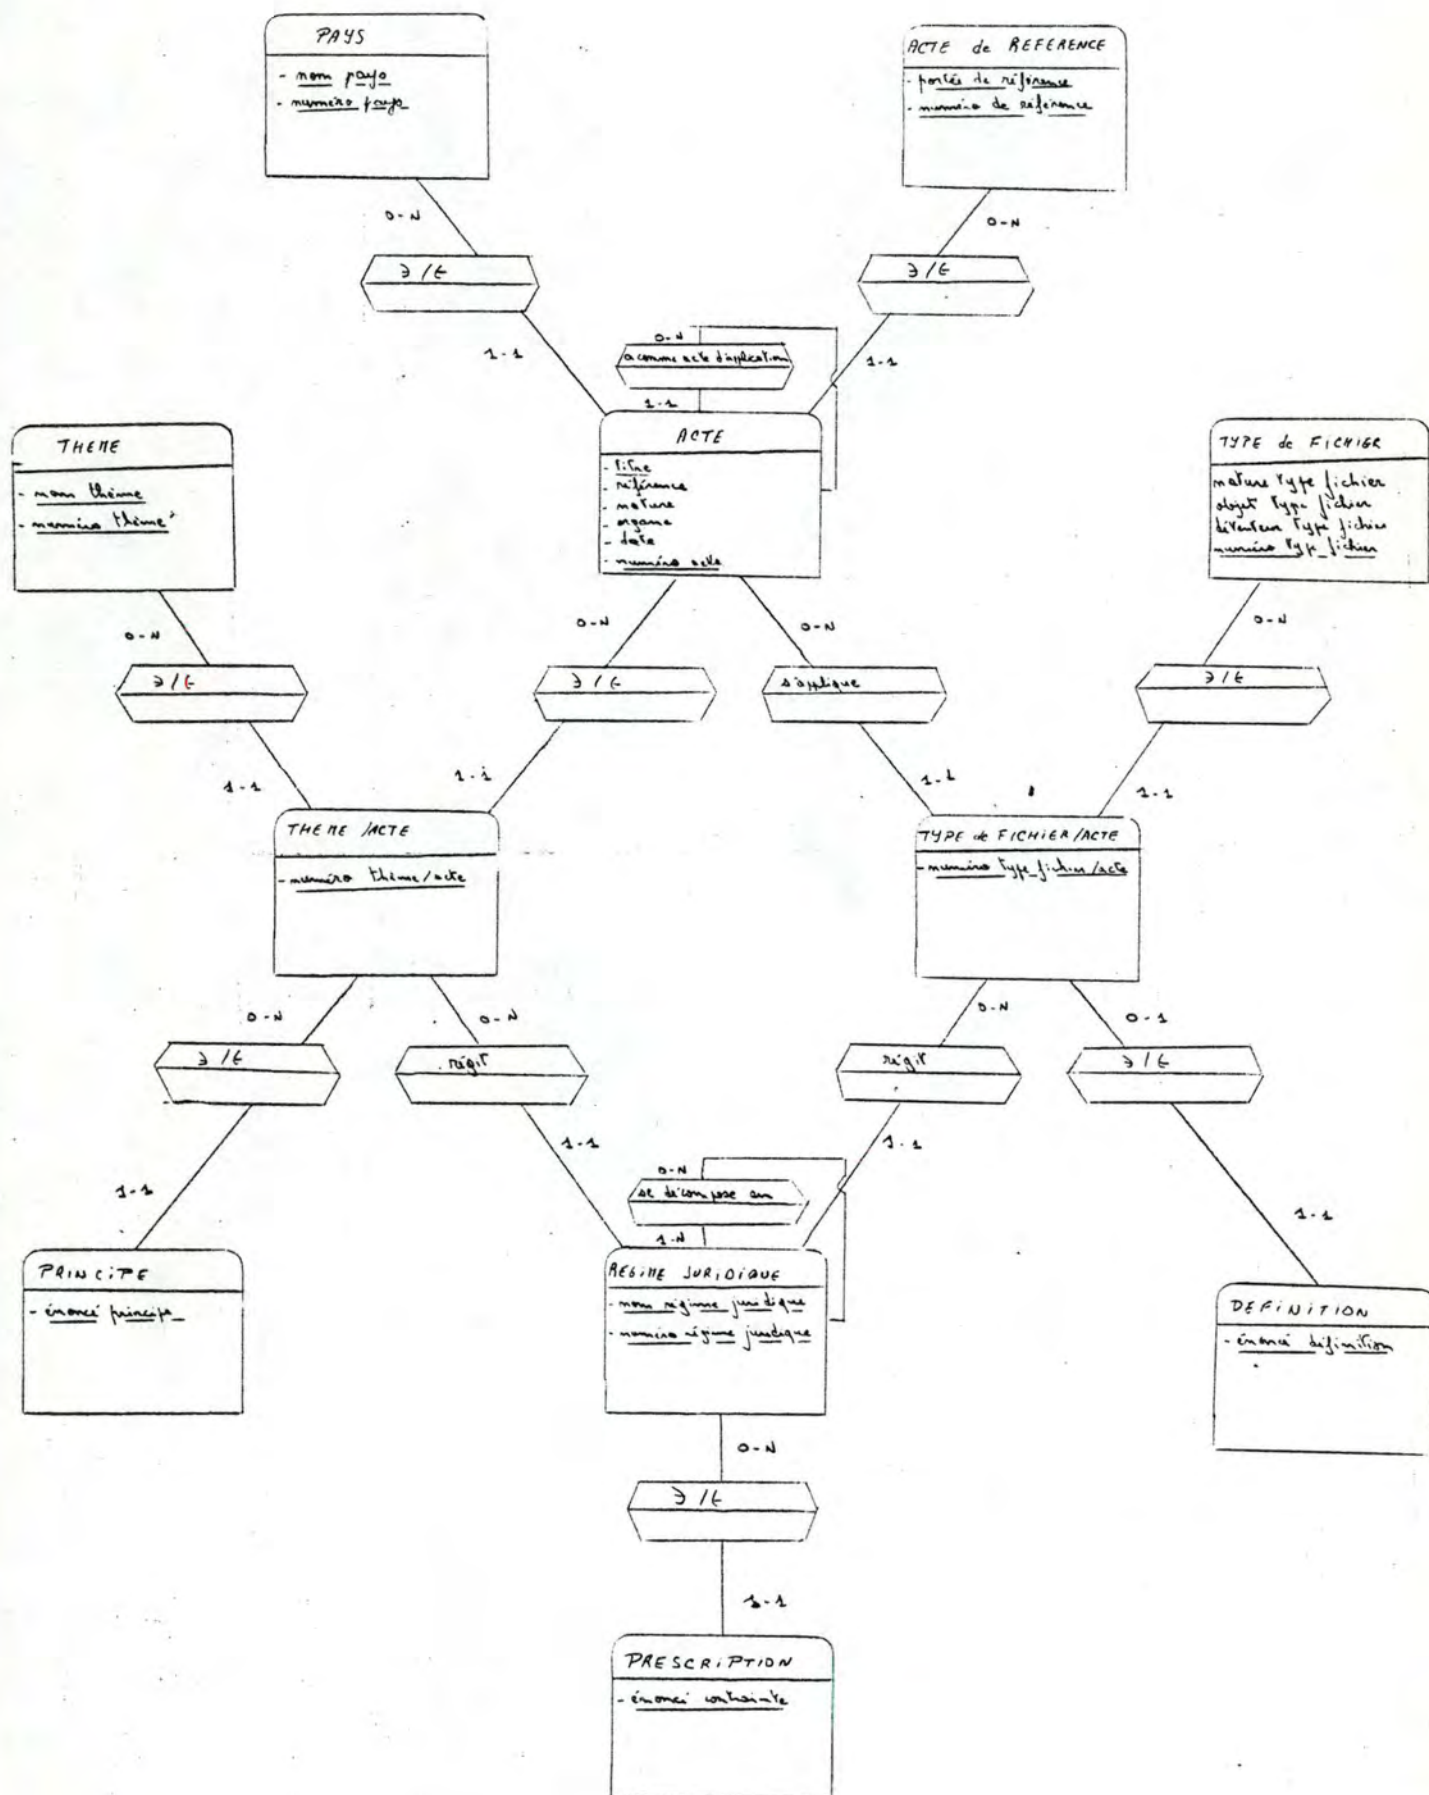 PAYS
- nom pays
- numéro pays
ACTE de REFERENCE
- portée de référence
- numéro de référence
0-N
0-N
∋/∈
∋/∈
1-1
0-N
a comme acte d'application
1-1
1-1
THEME
- nom thème
- numéro thème
ACTE
- titre
- référence
- nature
- organe
- date
- numéro acte
TYPE de FICHIER
nature type fichier
objet type fichier
détenteur type fichier
numéro type fichier
0-N
0-N
0-N
0-N
∋/∈
∋/∈
s'applique
∋/∈
1-1
1-1
1-1
1-1
THEME /ACTE
- numéro thème/acte
TYPE de FICHIER/ACTE
- numéro type fichier/acte
0-N
0-N
0-N
0-1
∋/∈
régit
régit
∋/∈
1-1
1-1
1-1
1-1
0-N
se décompose en
1-N
PRINCIPE
- énoncé principe
REGIME JURIDIQUE
- nom régime juridique
- numéro régime juridique
DEFINITION
- énoncé définition
0-N
∋/∈
1-1
PRESCRIPTION
- énoncé contrainte